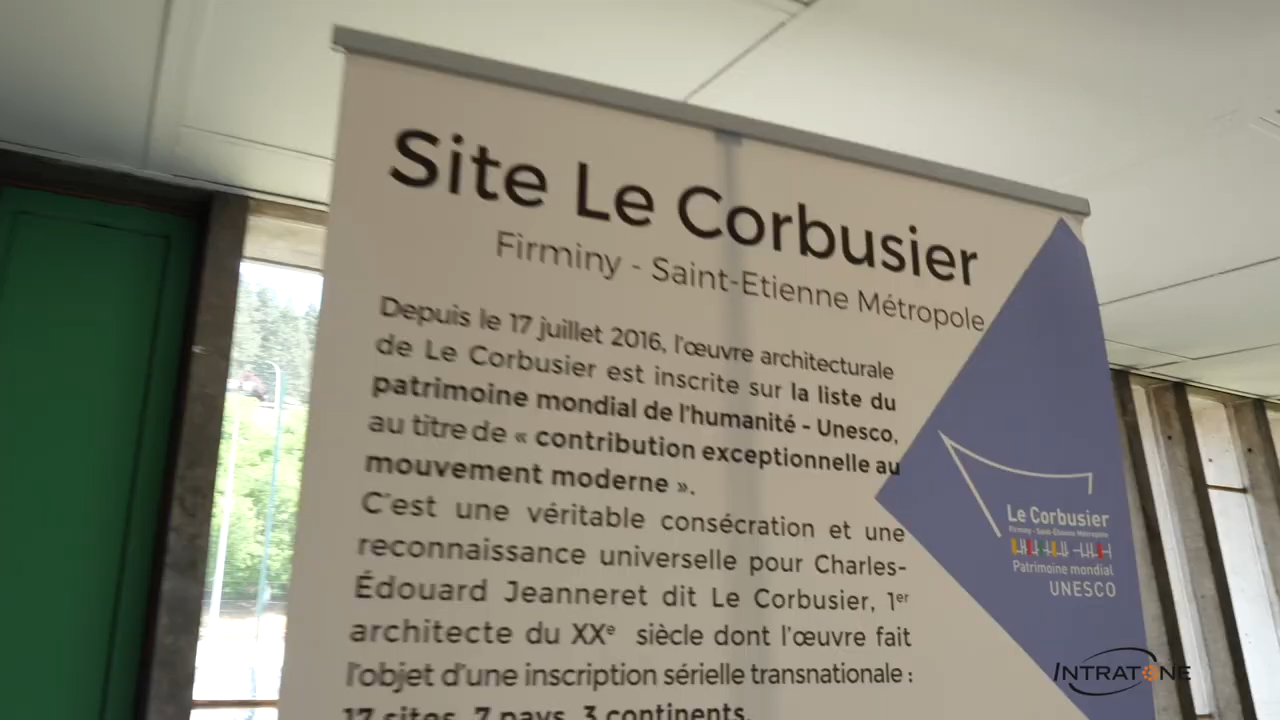 Site Le Corbusier
Firminy - Saint-Etienne Métropole
Depuis le 17 juillet 2016, l'œuvre architecturale
de Le Corbusier est inscrite sur la liste du
patrimoine mondial de l'humanité - Unesco,
au titre de « contribution exceptionnelle au
mouvement moderne ».
C'est une véritable consécration et une
reconnaissance universelle pour Charles-
Édouard Jeanneret dit Le Corbusier, 1er
architecte du XXe siècle dont l'œuvre fait
l'objet d'une inscription sérielle transnationale :
17 sites, 7 pays, 3 continents.
Le Corbusier
Firminy - Saint-Etienne Métropole
Patrimoine mondial
UNESCO
INTRATONE